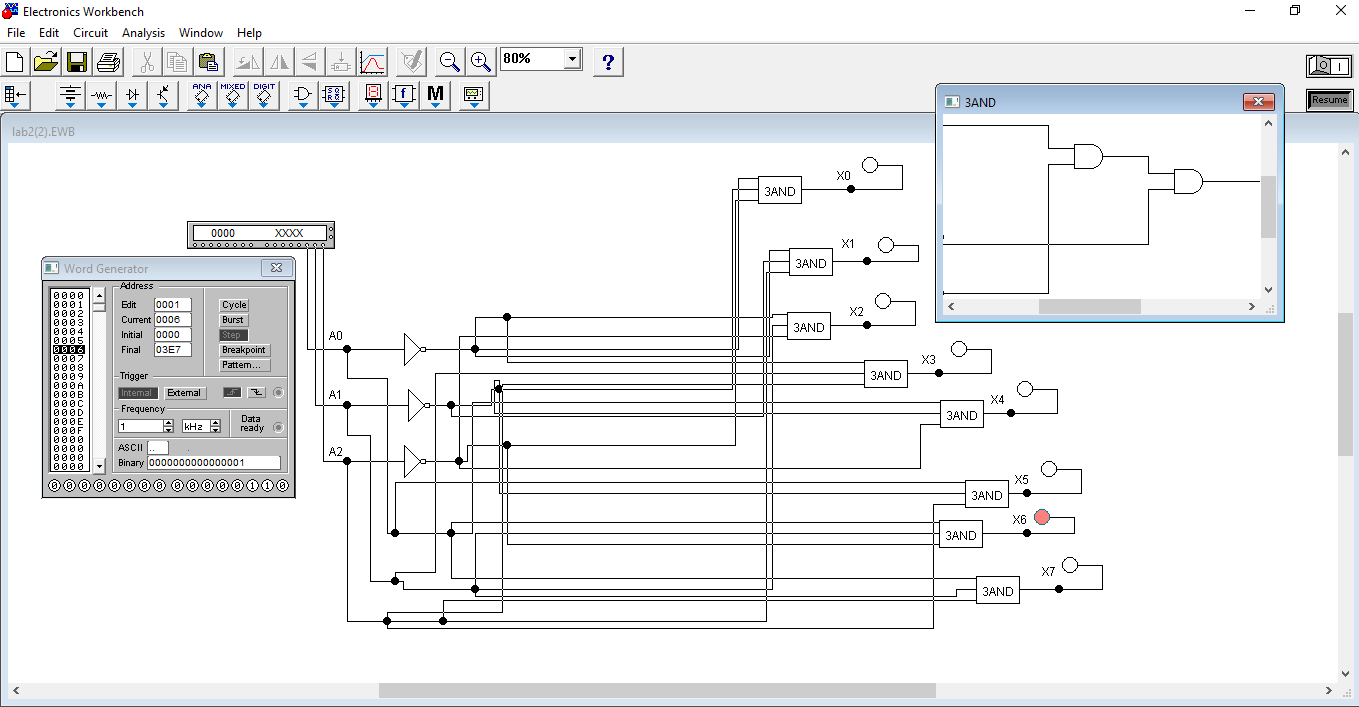 Electronics Workbench
File Edit Circuit Analysis Window Help
80%
?
ANA MIXED DIGIT
f M
Resume
lab2(2).EWB
3AND
X0
3AND
X1
3AND
X2
3AND
X3
3AND
X4
3AND
X5
3AND
X6
3AND
X7
3AND
0000 XXXX
A0
A1
A2
Word Generator
0000
0001
0002
0003
0004
0005
0006
0007
0008
0009
000A
000B
000C
000D
000E
000F
0000
0000
0000
0000
Address
Edit 0001
Current 0006
Initial 0000
Final 03E7
Cycle
Burst
Step
Breakpoint
Pattern...
Trigger
Internal External
Frequency
1 kHz
Data
ready
ASCII ..
Binary 0000000000000001
0 0 0 0 0 0 0 0 0 0 0 0 0 1 1 0